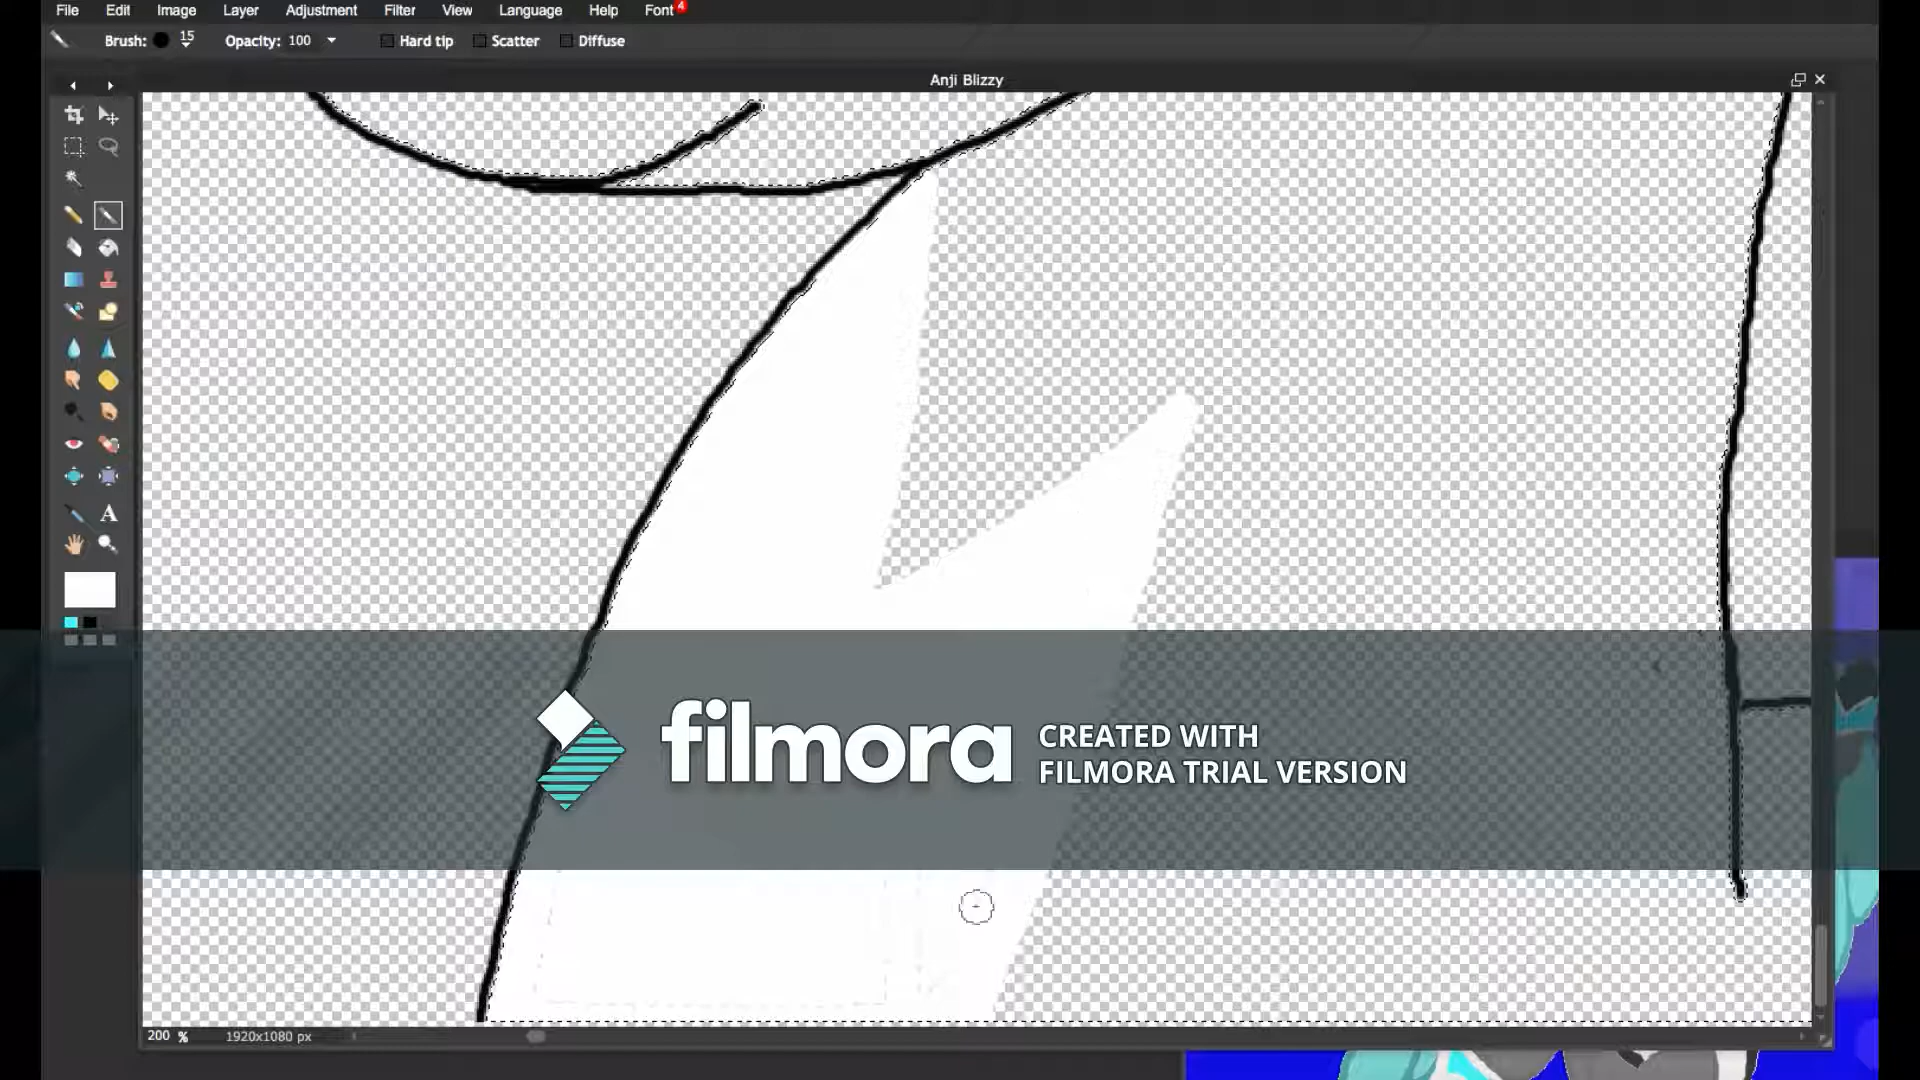 File Edit Image Layer Adjustment Filter View Language Help Font 4
Brush: 15 Opacity: 100 Hard tip Scatter Diffuse
Anji Blizzy
A
filmora CREATED WITH
FILMORA TRIAL VERSION
200 % 1920x1080 px